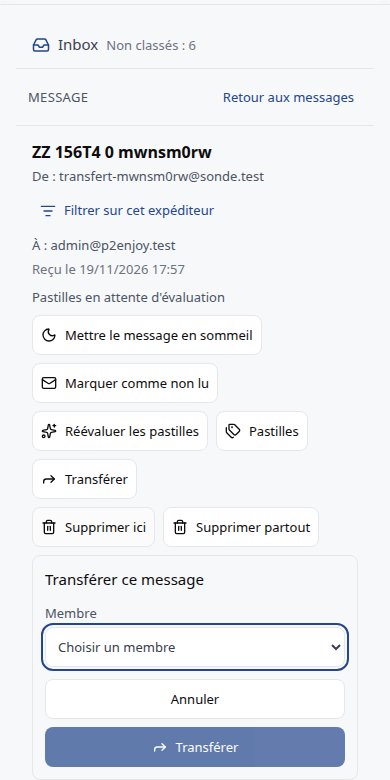 Inbox Non classés : 6
MESSAGE Retour aux messages
ZZ 156T4 0 mwnsm0rw
De : transfert-mwnsm0rw@sonde.test
Filtrer sur cet expéditeur
À : admin@p2enjoy.test
Reçu le 19/11/2026 17:57
Pastilles en attente d'évaluation
Mettre le message en sommeil
Marquer comme non lu
Réévaluer les pastilles Pastilles
Transférer
Supprimer ici Supprimer partout
Transférer ce message
Membre
Choisir un membre
Annuler
Transférer